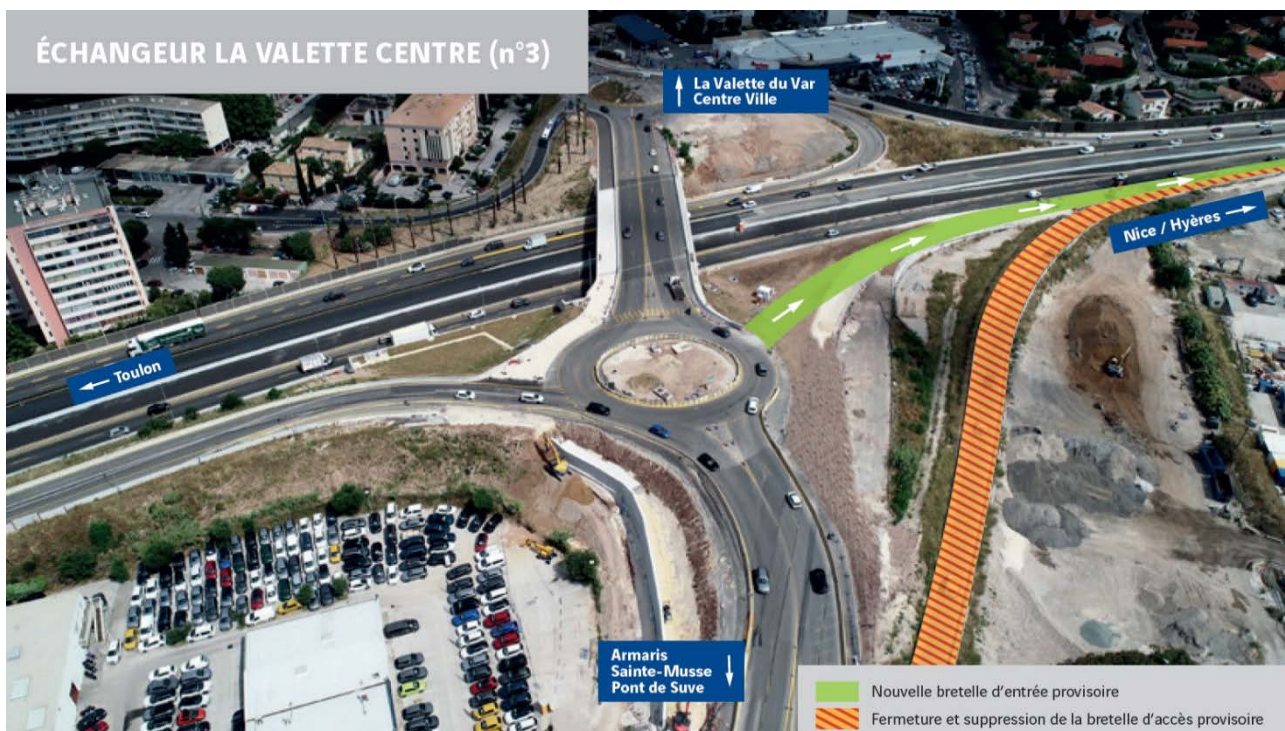 ÉCHANGEUR LA VALETTE CENTRE (n°3)
↑ La Valette du Var
Centre Ville
Nice / Hyères →
← Toulon
Armaris
Sainte-Musse
Pont de Suve ↓
Nouvelle bretelle d'entrée provisoire
Fermeture et suppression de la bretelle d'accès provisoire